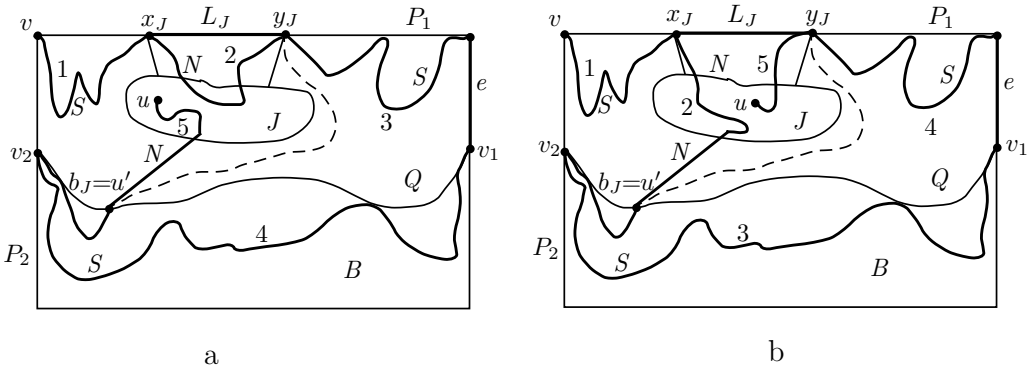 v x_J L_J y_J P_1 v x_J L_J y_J P_1
1 N 2 S e 1 N 5 S e
S u J 3 S 2 u J 4
5
v_2 N v_1 v_2 N v_1
b_J=u′ Q b_J=u′ Q
4 3
P_2 S B P_2 S B
a b